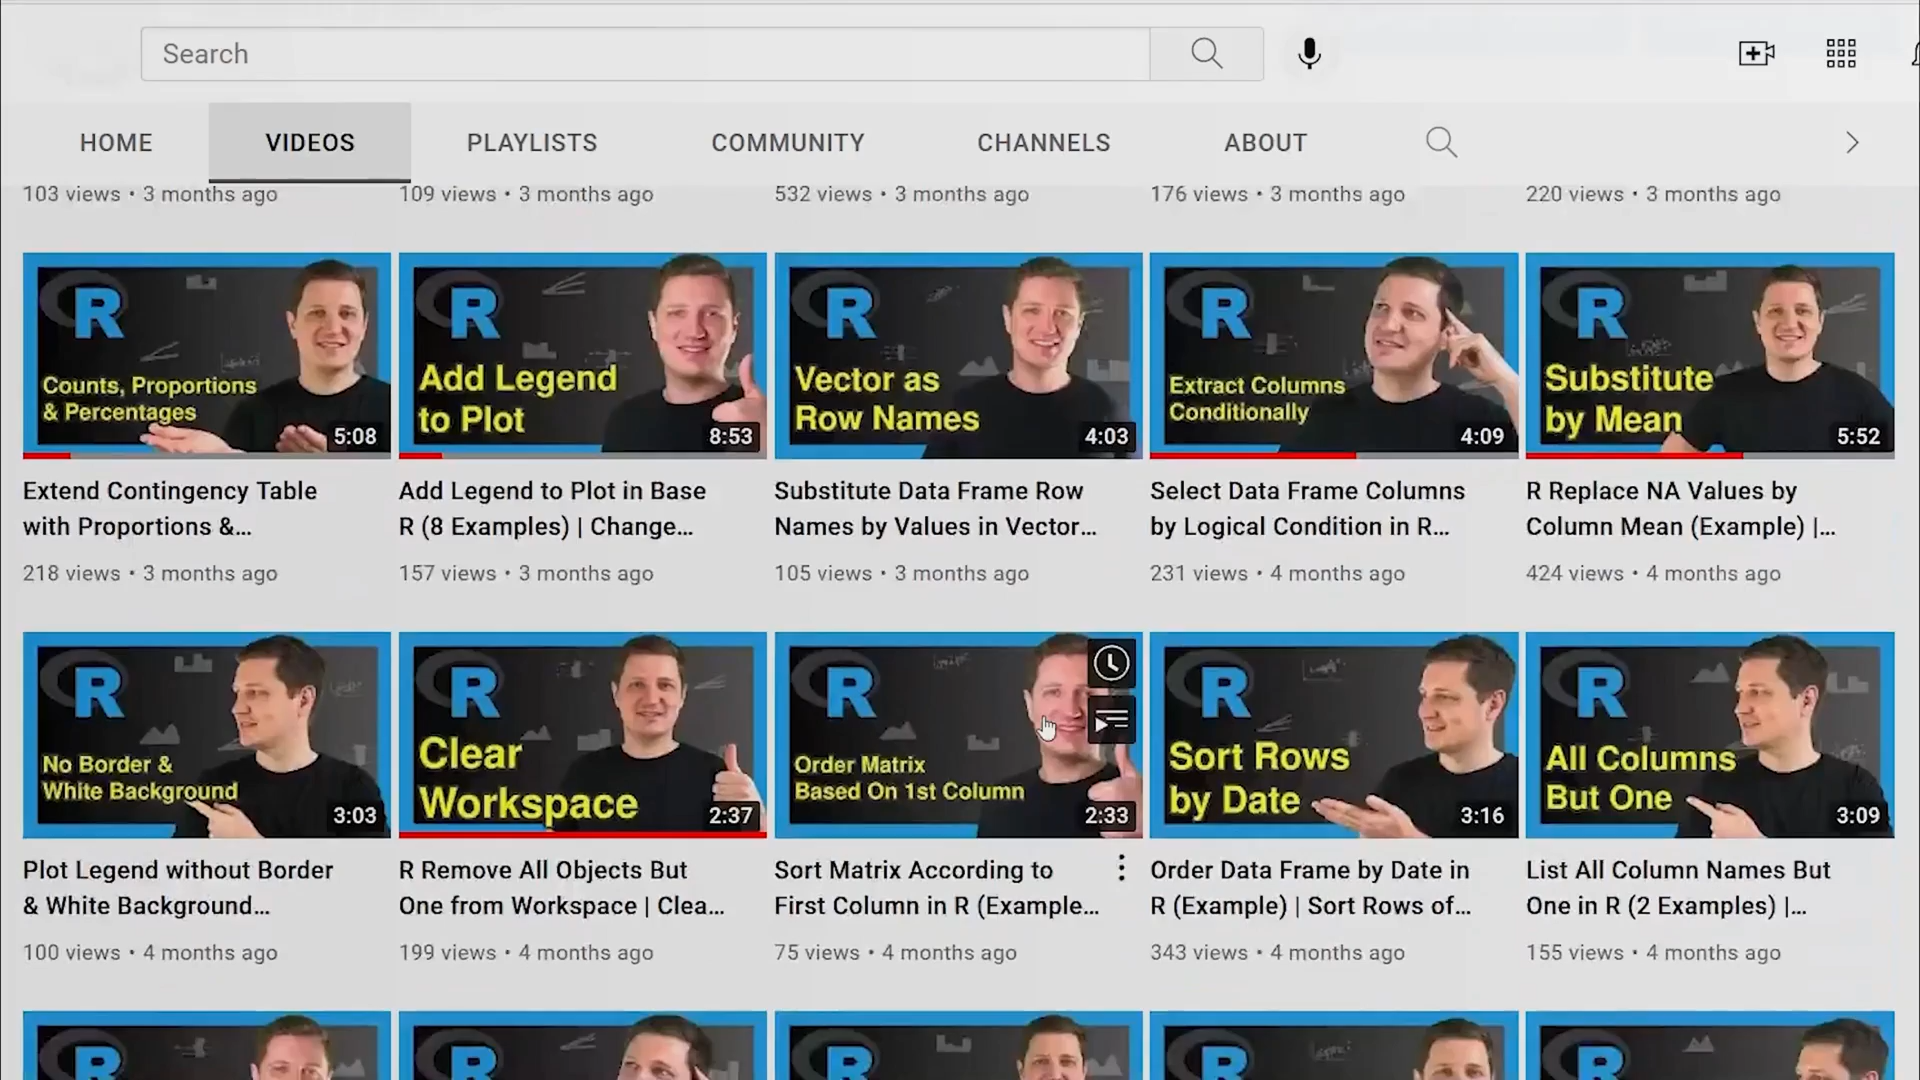 Search
HOME
VIDEOS
PLAYLISTS
COMMUNITY
CHANNELS
ABOUT
103 views • 3 months ago
109 views • 3 months ago
532 views • 3 months ago
176 views • 3 months ago
220 views • 3 months ago
R
Counts, Proportions
& Percentages
5:08
R
Add Legend
to Plot
8:53
R
Vector as
Row Names
4:03
R
Extract Columns
Conditionally
4:09
R
Substitute
by Mean
5:52
Extend Contingency Table
with Proportions &...
218 views • 3 months ago
Add Legend to Plot in Base
R (8 Examples) | Change...
157 views • 3 months ago
Substitute Data Frame Row
Names by Values in Vector...
105 views • 3 months ago
Select Data Frame Columns
by Logical Condition in R...
231 views • 4 months ago
R Replace NA Values by
Column Mean (Example) |...
424 views • 4 months ago
R
No Border &
White Background
3:03
R
Clear
Workspace
2:37
R
Order Matrix
Based On 1st Column
2:33
R
Sort Rows
by Date
3:16
R
All Columns
But One
3:09
Plot Legend without Border
& White Background...
100 views • 4 months ago
R Remove All Objects But
One from Workspace | Clea...
199 views • 4 months ago
Sort Matrix According to
First Column in R (Example...
75 views • 4 months ago
Order Data Frame by Date in
R (Example) | Sort Rows of...
343 views • 4 months ago
List All Column Names But
One in R (2 Examples) |...
155 views • 4 months ago
R
R
R
R
R